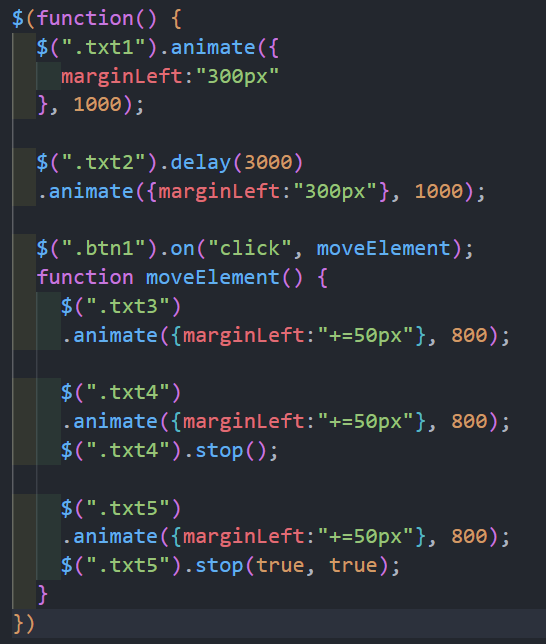 $(function() {
$(".txt1").animate({
marginLeft:"300px"
}, 1000);
$(".txt2").delay(3000)
.animate({marginLeft:"300px"}, 1000);
$(".btn1").on("click", moveElement);
function moveElement() {
$(".txt3")
.animate({marginLeft:"+=50px"}, 800);
$(".txt4")
.animate({marginLeft:"+=50px"}, 800);
$(".txt4").stop();
$(".txt5")
.animate({marginLeft:"+=50px"}, 800);
$(".txt5").stop(true, true);
}
})